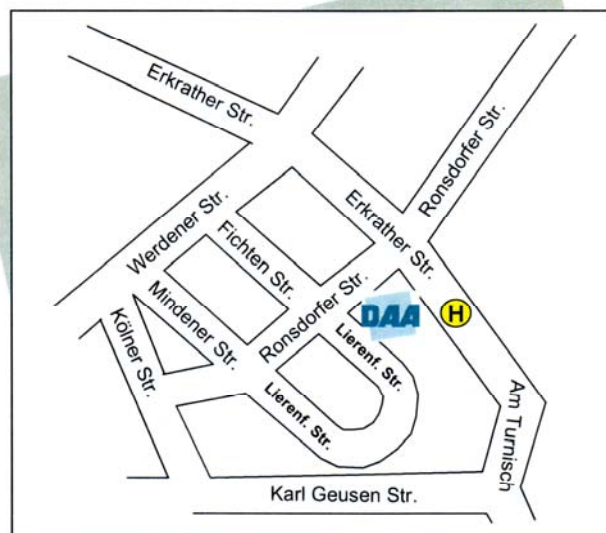 Erkrather Str.
Ronsdorfer Str.
Erkrather Str.
Werdener Str.
Fichten Str.
Ronsdorfer Str.
Mindener Str.
Kölner Str.
DAA
H
Lierenf. Str.
Lierenf. Str.
Am Turnisch
Karl Geusen Str.